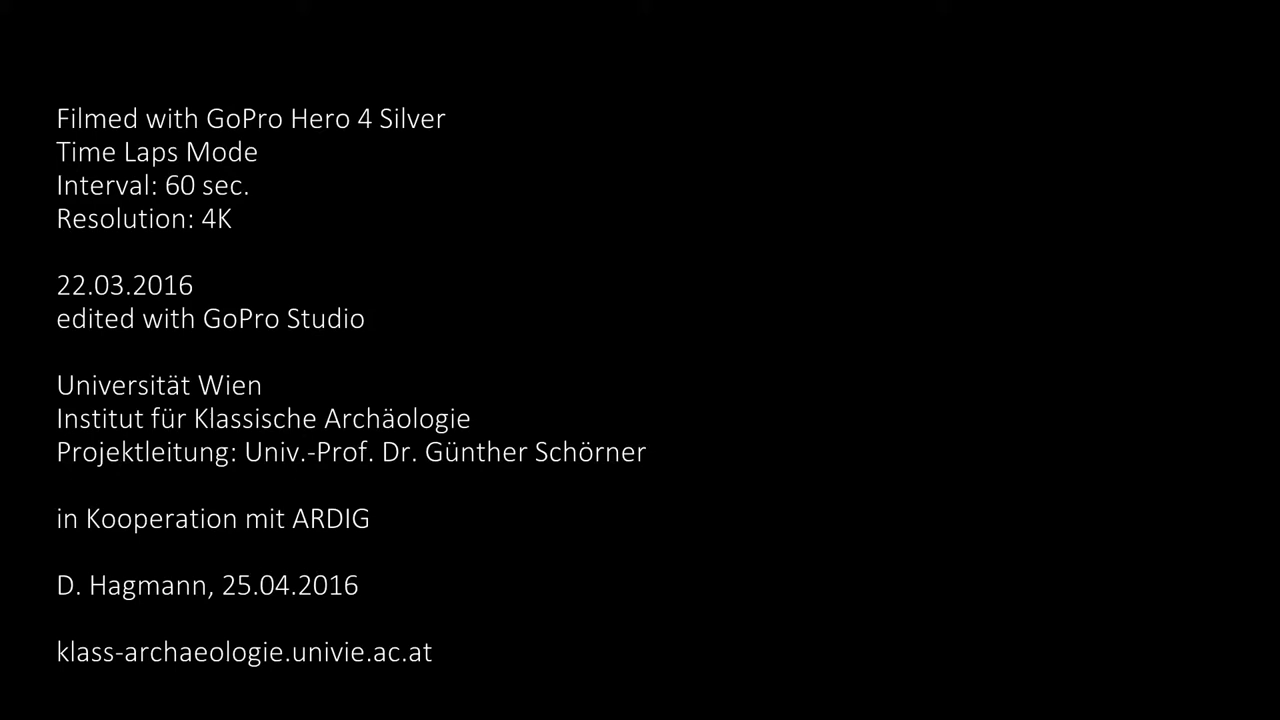 Filmed with GoPro Hero 4 Silver
Time Laps Mode
Interval: 60 sec.
Resolution: 4K
22.03.2016
edited with GoPro Studio
Universität Wien
Institut für Klassische Archäologie
Projektleitung: Univ.-Prof. Dr. Günther Schörner
in Kooperation mit ARDIG
D. Hagmann, 25.04.2016
klass-archaeologie.univie.ac.at